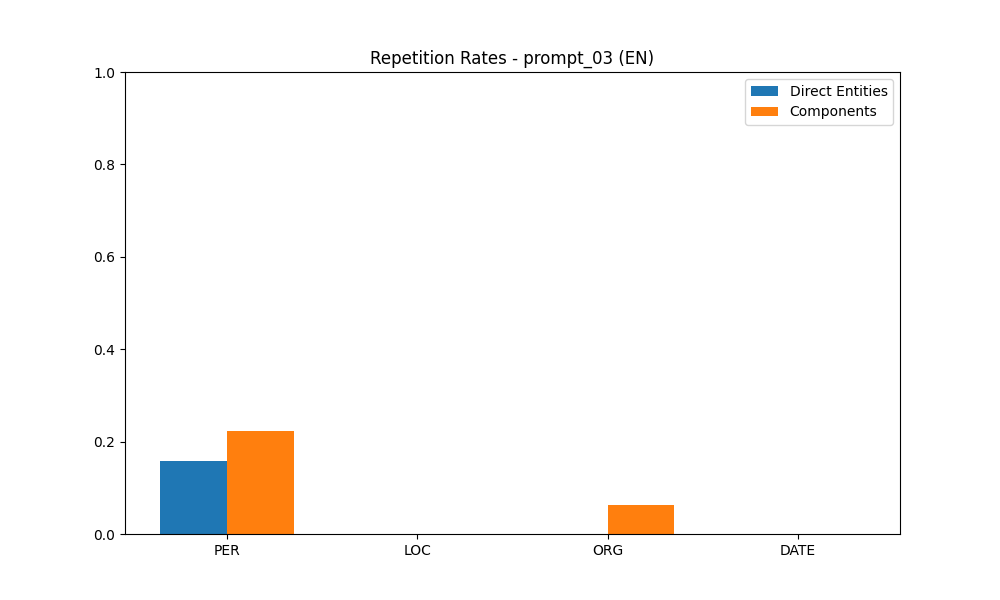 Repetition Rates - prompt_03 (EN)
Direct Entities
Components
1.0
0.8
0.6
0.4
0.2
0.0
PER LOC ORG DATE